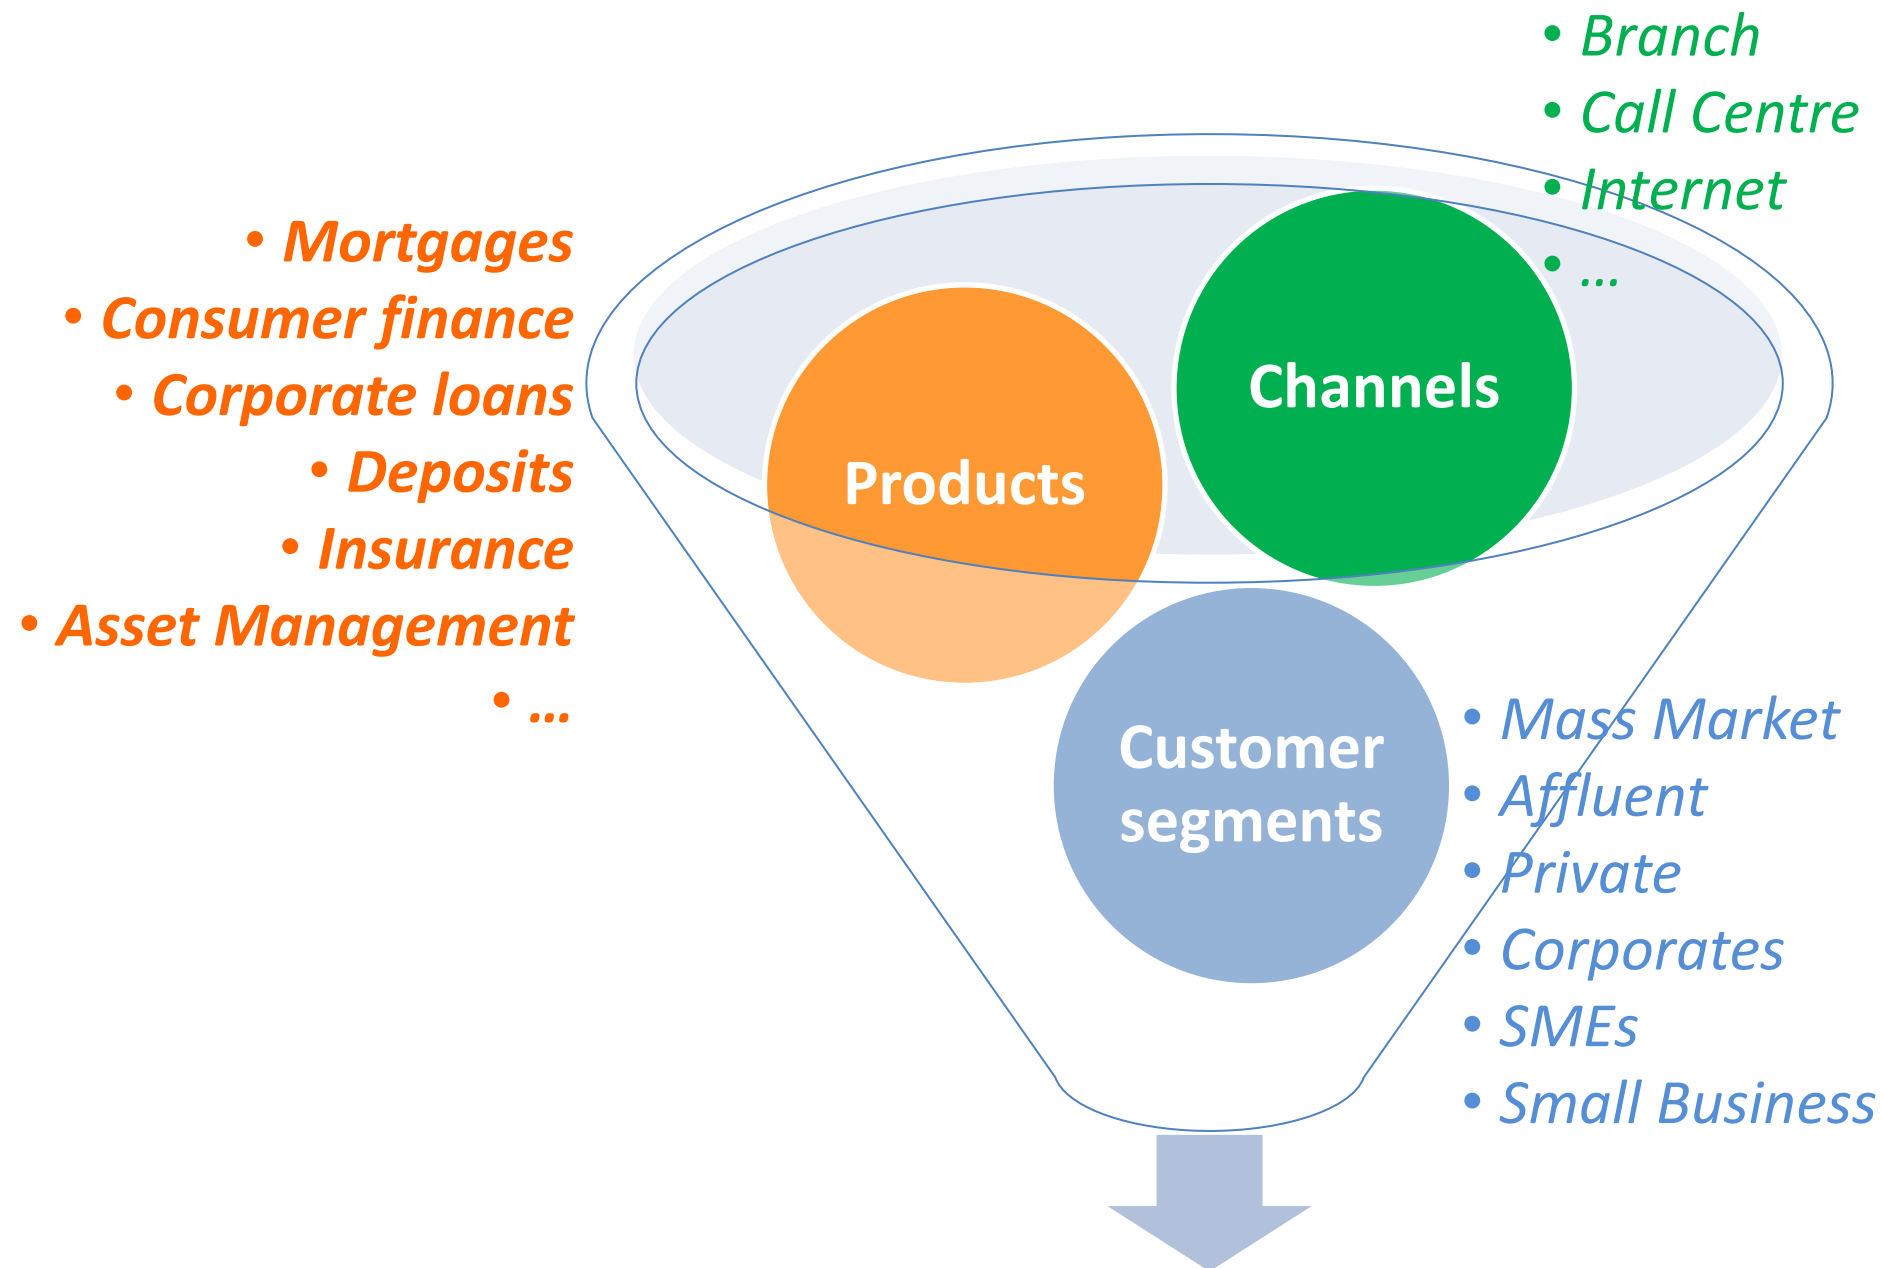 • Branch
• Call Centre
• Internet
• ...
• Mortgages
• Consumer finance
• Corporate loans
• Deposits
• Insurance
• Asset Management
• ...
Channels
Products
Customer
segments
• Mass Market
• Affluent
• Private
• Corporates
• SMEs
• Small Business